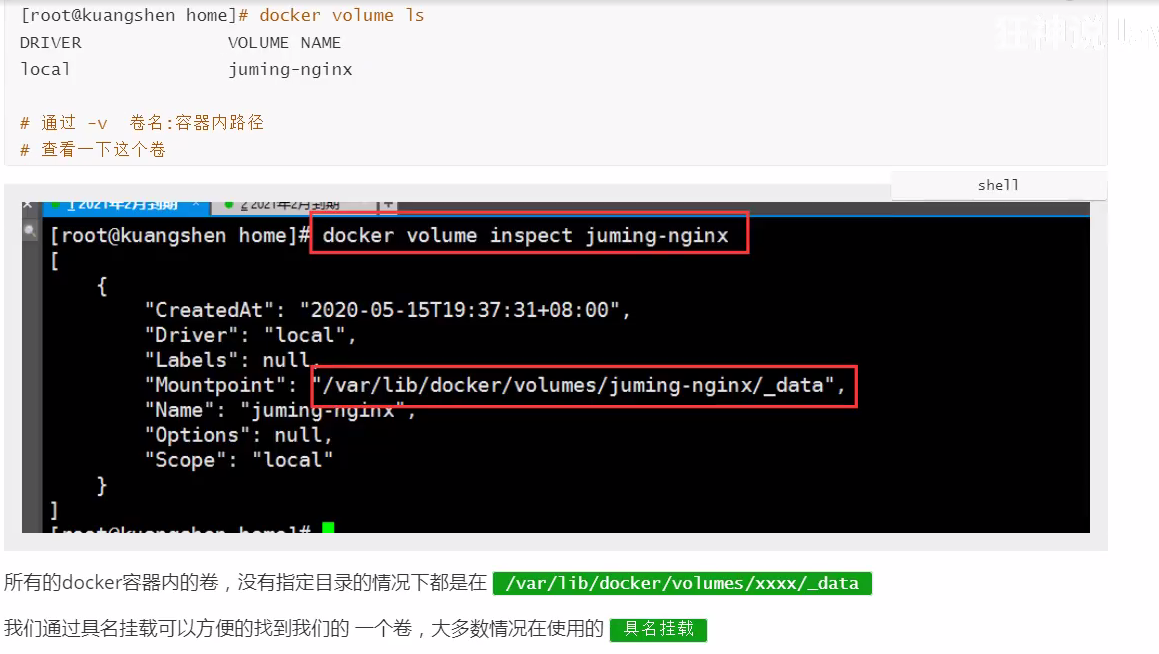 [root@kuangshen home]# docker volume ls
狂神说
DRIVER VOLUME NAME
local juming-nginx
# 通过 -v 卷名:容器内路径
# 查看一下这个卷
shell
1 2021年2月到期 × 2 2021年2月到期 +
[root@kuangshen home]# docker volume inspect juming-nginx
[
{
"CreatedAt": "2020-05-15T19:37:31+08:00",
"Driver": "local",
"Labels": null,
"Mountpoint": "/var/lib/docker/volumes/juming-nginx/_data",
"Name": "juming-nginx",
"Options": null,
"Scope": "local"
}
]
[root@kuangshen home]#
所有的docker容器内的卷，没有指定目录的情况下都是在 /var/lib/docker/volumes/xxxx/_data
我们通过具名挂载可以方便的找到我们的 一个卷，大多数情况在使用的 具名挂载